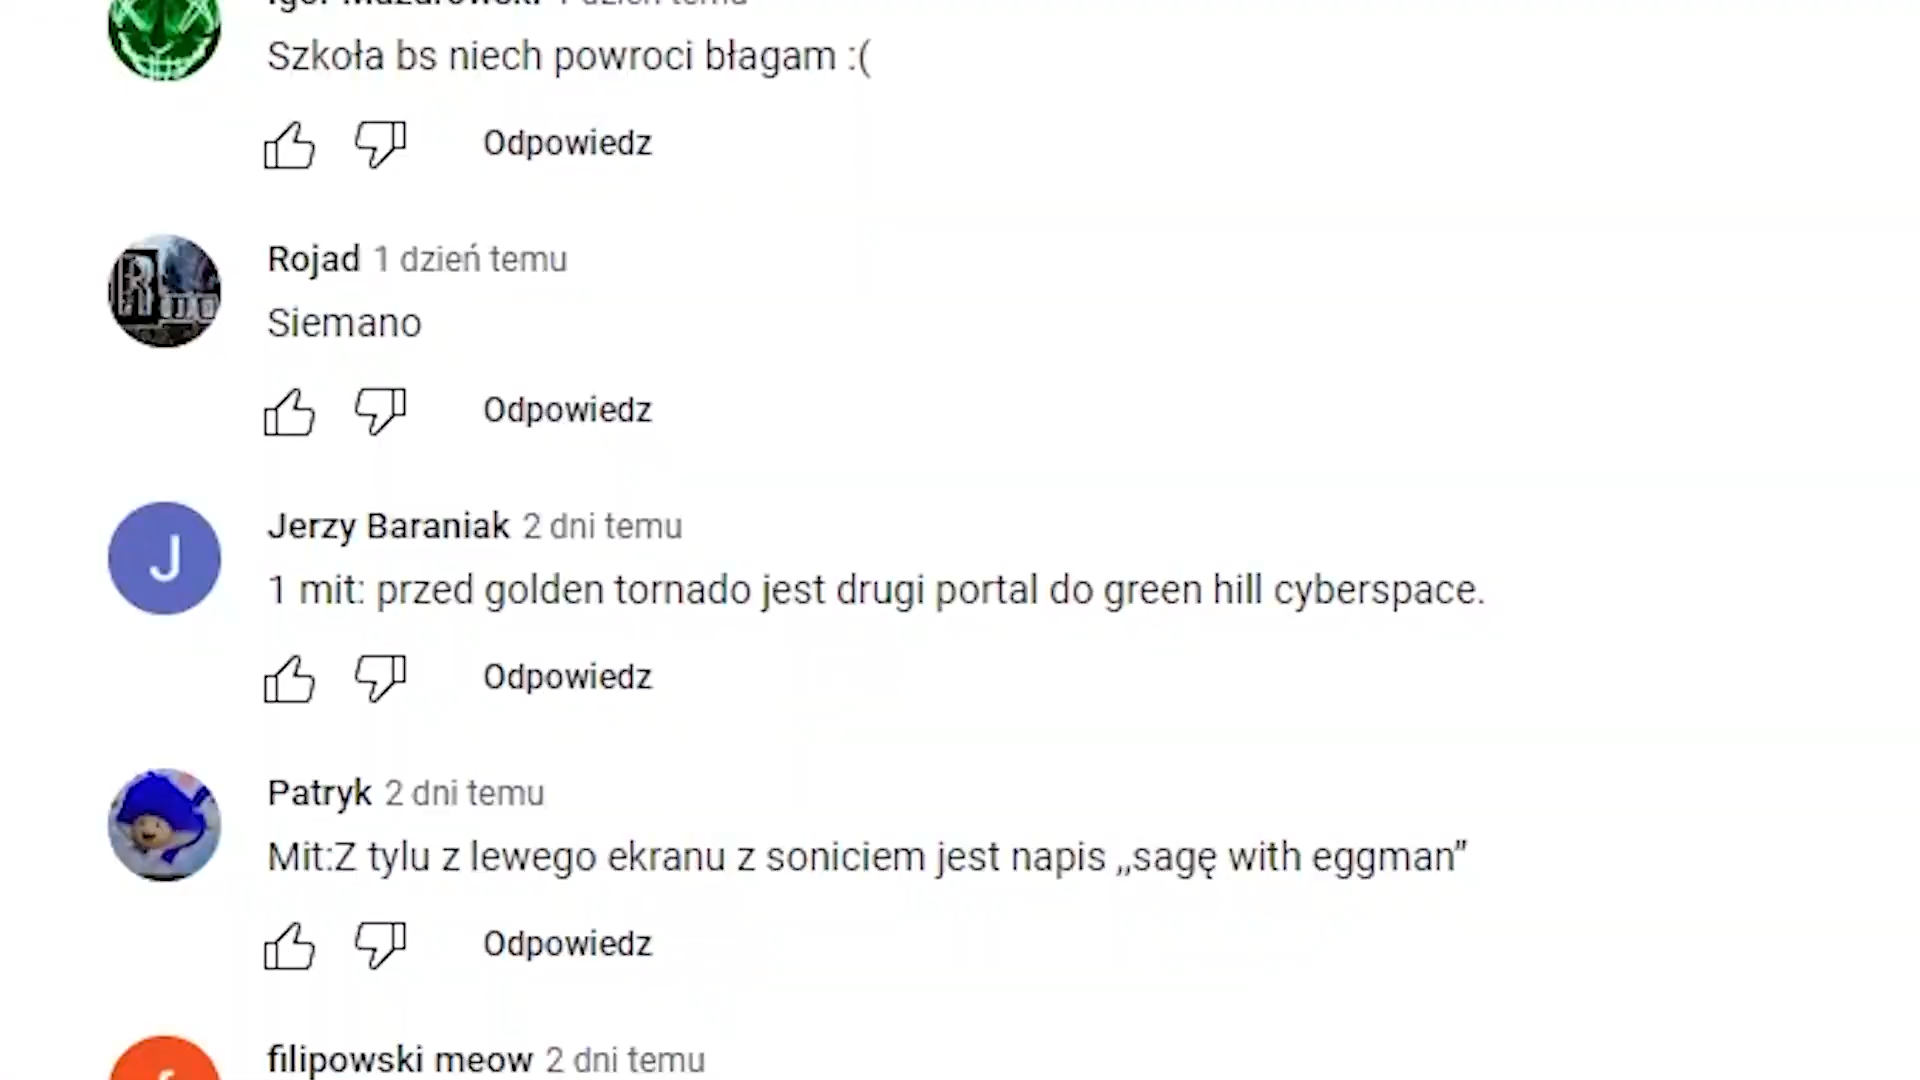 Szkoła bs niech powroci błagam :(
Odpowiedz
Rojad 1 dzień temu
Siemano
Odpowiedz
J
Jerzy Baraniak 2 dni temu
1 mit: przed golden tornado jest drugi portal do green hill cyberspace.
Odpowiedz
Patryk 2 dni temu
Mit:Z tylu z lewego ekranu z soniciem jest napis ,,sagę with eggman”
Odpowiedz
filipowski meow 2 dni temu